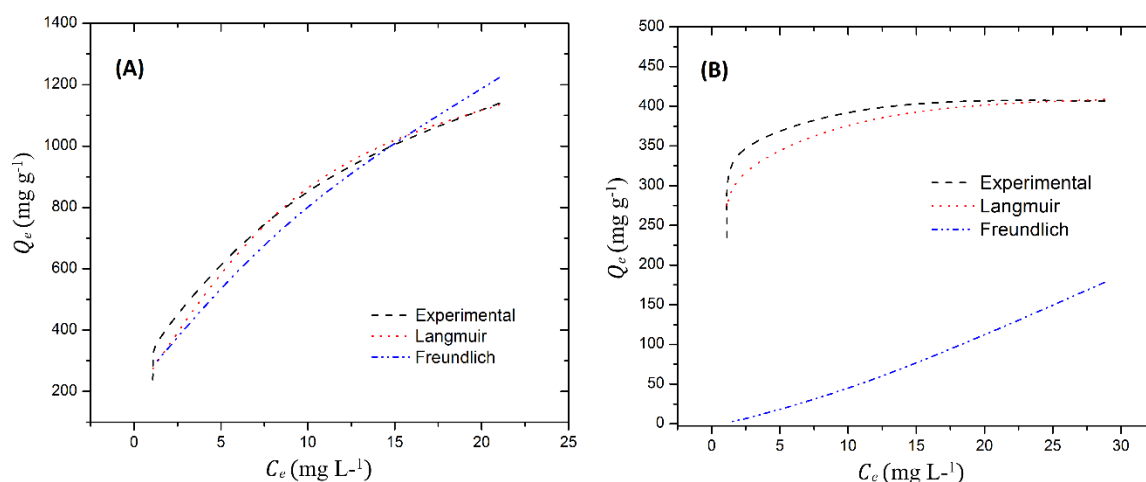 (A)
1400
1200
1000
800
600
400
200
Qe (mg g-1)
Experimental
Langmuir
Freundlich
0 5 10 15 20 25
Ce (mg L-1)
(B)
500
450
400
350
300
250
200
150
100
50
0
Qe (mg g-1)
Experimental
Langmuir
Freundlich
0 5 10 15 20 25 30
Ce (mg L-1)